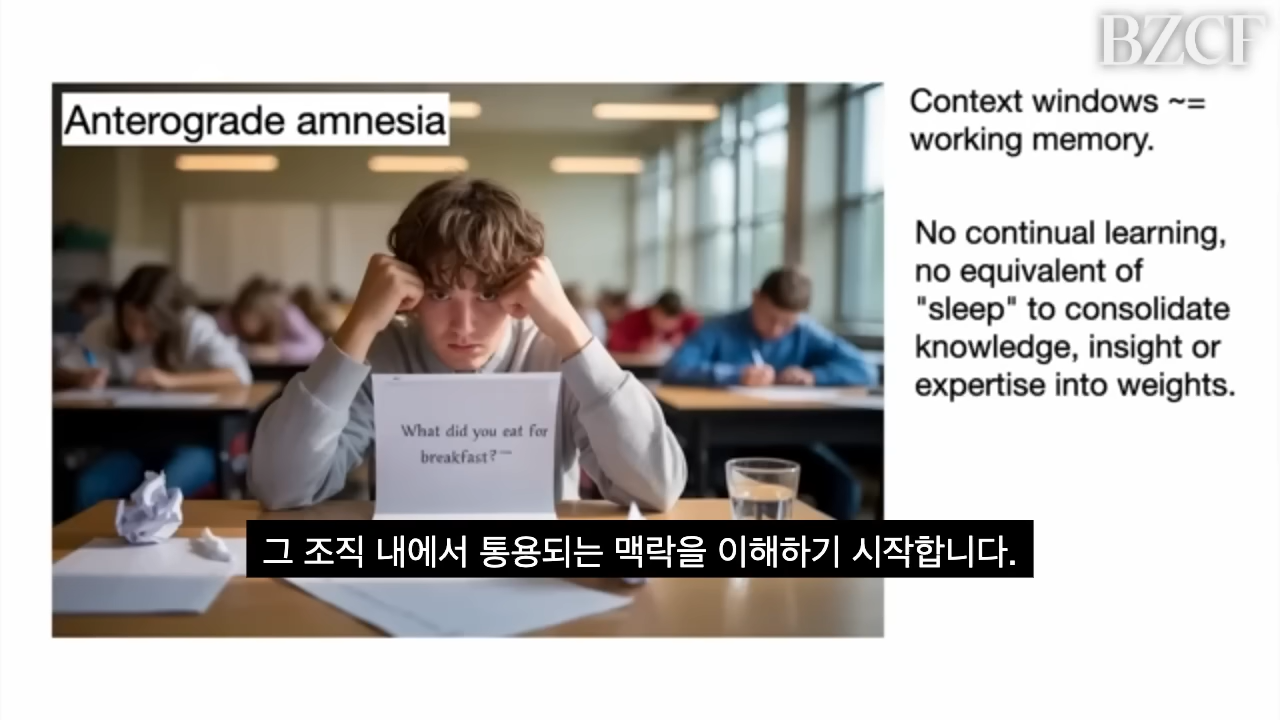 BZCF
Anterograde amnesia
Context windows ~=
working memory.
No continual learning,
no equivalent of
"sleep" to consolidate
knowledge, insight or
expertise into weights.
What did you eat for
breakfast?
그 조직 내에서 통용되는 맥락을 이해하기 시작합니다.